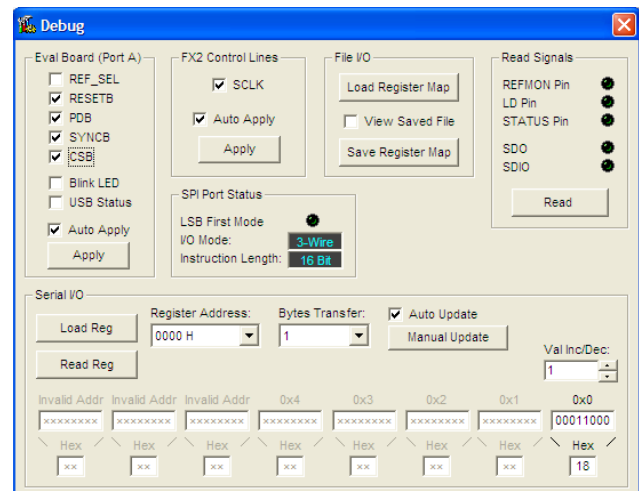 Debug
Eval Board (Port A)
REF_SEL
RESETB
PDB
SYNCB
CSB
Blink LED
USB Status
Auto Apply
Apply
FX2 Control Lines
SCLK
Auto Apply
Apply
File I/O
Load Register Map
View Saved File
Save Register Map
Read Signals
REFMON Pin
LD Pin
STATUS Pin
SDO
SDIO
Read
SPI Port Status
LSB First Mode
I/O Mode: 3-Wire
Instruction Length: 16 Bit
Serial I/O
Load Reg
Read Reg
Register Address:
0000 H
Bytes Transfer:
1
Auto Update
Manual Update
Val Inc/Dec:
1
Invalid Addr Invalid Addr Invalid Addr 0x4 0x3 0x2 0x1 0x0
xxxxxxxx xxxxxxxx xxxxxxxx xxxxxxxx xxxxxxxx xxxxxxxx xxxxxxxx 00011000
Hex Hex Hex Hex Hex Hex Hex Hex
xx xx xx xx xx xx xx 18